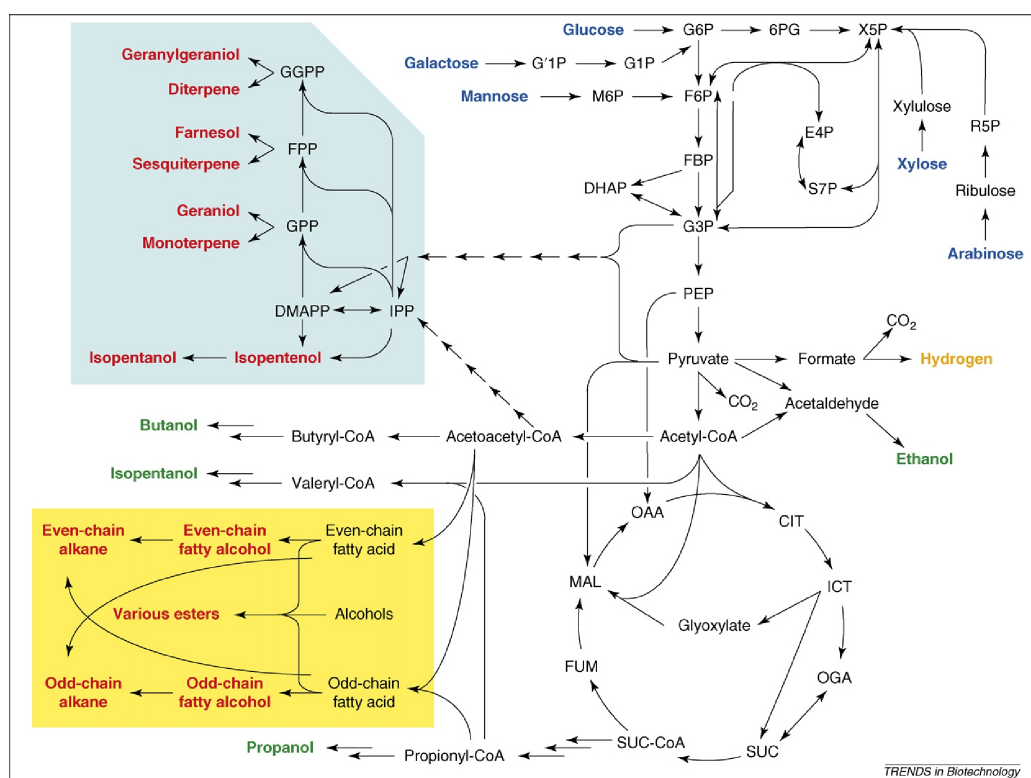 Glucose
G6P
6PG
X5P
Geranylgeraniol
GGPP
Diterpene
Galactose
G'1P
G1P
Mannose
M6P
F6P
Xylulose
R5P
E4P
Farnesol
FPP
Sesquiterpene
FBP
Xylose
DHAP
S7P
Ribulose
Geraniol
GPP
Monoterpene
G3P
Arabinose
PEP
DMAPP
IPP
CO2
Isopentanol
Isopentenol
Pyruvate
Formate
Hydrogen
CO2
Acetaldehyde
Butanol
Butyryl-CoA
Acetoacetyl-CoA
Acetyl-CoA
Ethanol
Isopentanol
Valeryl-CoA
OAA
CIT
Even-chain
alkane
Even-chain
fatty alcohol
Even-chain
fatty acid
MAL
ICT
Various esters
Alcohols
Glyoxylate
FUM
OGA
Odd-chain
alkane
Odd-chain
fatty alcohol
Odd-chain
fatty acid
SUC-CoA
SUC
Propanol
Propionyl-CoA
TRENDS in Biotechnology